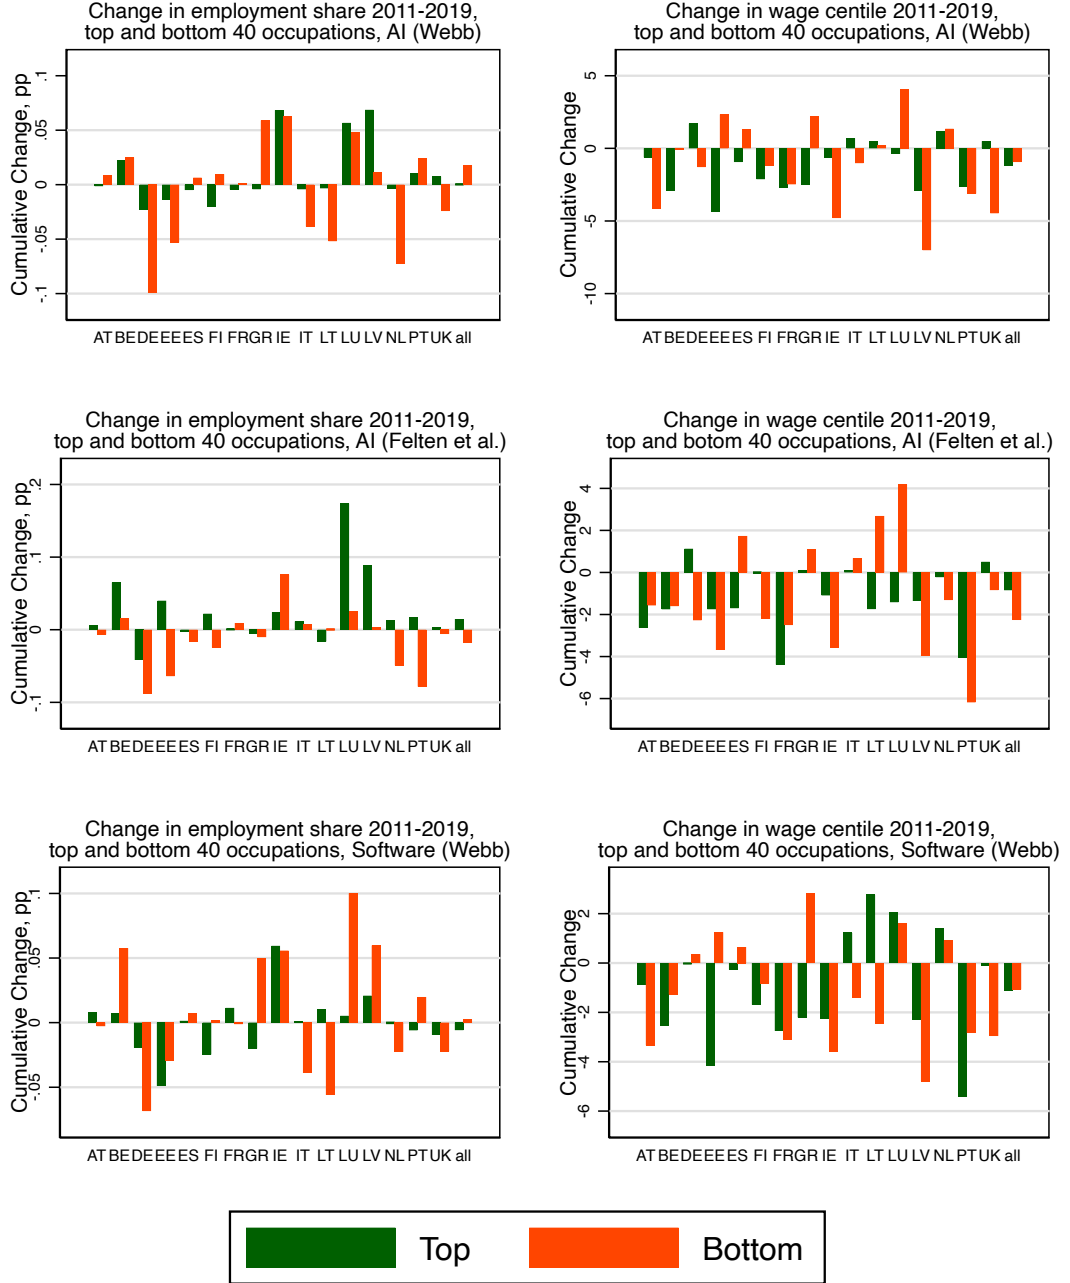 Change in employment share 2011-2019,
top and bottom 40 occupations, AI (Webb)
Cumulative Change, pp
.1
.05
0
-.05
-.1
AT BE DE EE ES FI FR GR IE IT LT LU LV NL PT UK all
Change in wage centile 2011-2019,
top and bottom 40 occupations, AI (Webb)
Cumulative Change
5
0
-5
-10
AT BE DE EE ES FI FR GR IE IT LT LU LV NL PT UK all
Change in employment share 2011-2019,
top and bottom 40 occupations, AI (Felten et al.)
Cumulative Change, pp
.2
.1
0
-.1
AT BE DE EE ES FI FR GR IE IT LT LU LV NL PT UK all
Change in wage centile 2011-2019,
top and botom 40 occupations, AI (Felten et al.)
Cumulative Change
4
2
0
-2
-4
-6
AT BE DE EE ES FI FR GR IE IT LT LU LV NL PT UK all
Change in employment share 2011-2019,
top and bottom 40 occupations, Software (Webb)
Cumulative Change, pp
.1
.05
0
-.05
AT BE DE EE ES FI FR GR IE IT LT LU LV NL PT UK all
Change in wage centile 2011-2019,
top and bottom 40 occupations, Software (Webb)
Cumulative Change
2
0
-2
-4
-6
AT BE DE EE ES FI FR GR IE IT LT LU LV NL PT UK all
Top
Bottom